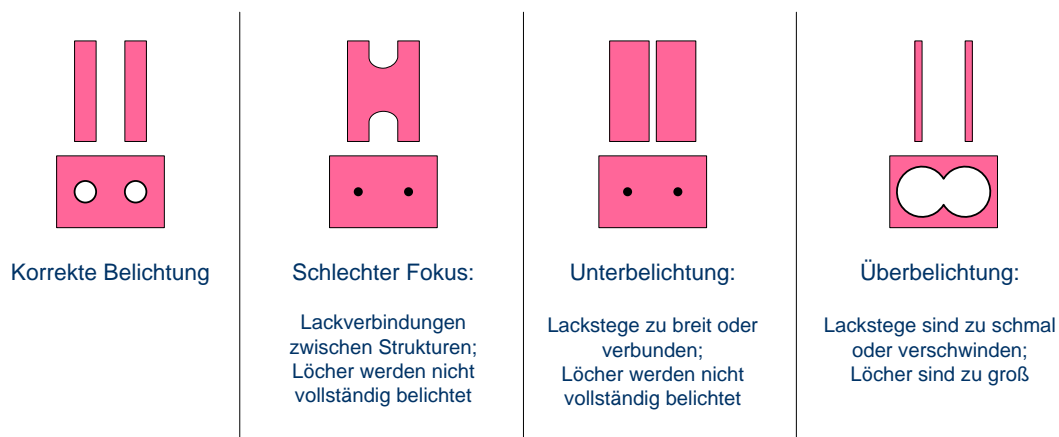 Korrekte Belichtung
Schlechter Fokus:
Lackverbindungen
zwischen Strukturen;
Löcher werden nicht
vollständig belichtet
Unterbelichtung:
Lackstege zu breit oder
verbunden;
Löcher werden nicht
vollständig belichtet
Überbelichtung:
Lackstege sind zu schmal
oder verschwinden;
Löcher sind zu groß